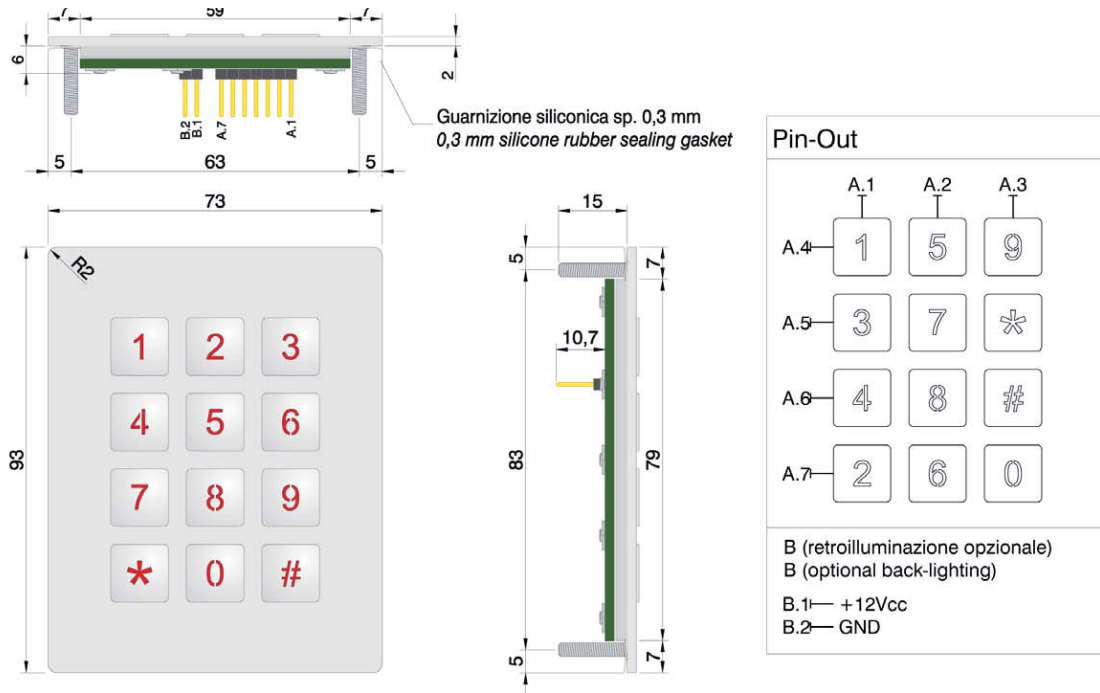 7 59 7
6
2
B.2 B.1 A.7 A.1
Guarnizione siliconica sp. 0,3 mm
0,3 mm silicone rubber sealing gasket
5 63 5
73
R2
93
1 2 3
4 5 6
7 8 9
* 0 #
15
5 7
10,7
83 79
5 7
Pin-Out
A.1 A.2 A.3
A.4 1 5 9
A.5 3 7 *
A.6 4 8 #
A.7 2 6 0
B (retroilluminazione opzionale)
B (optional back-lighting)
B.1 +12Vcc
B.2 GND